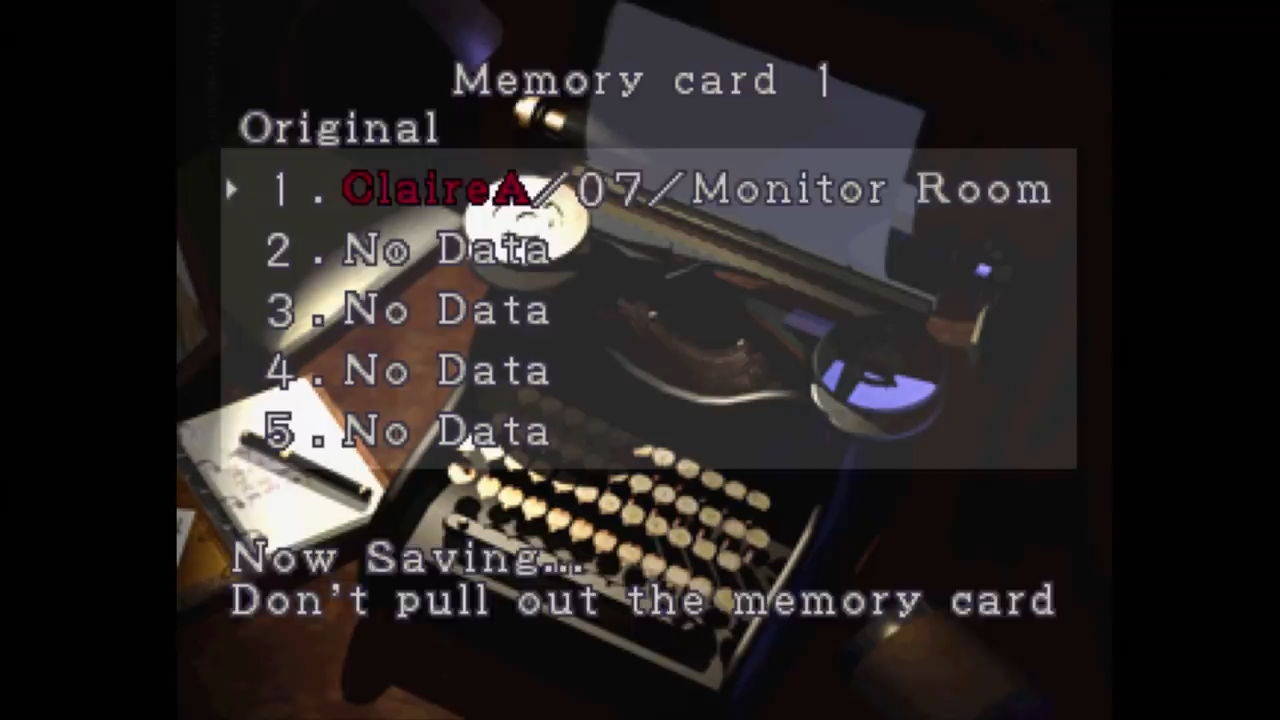 Memory card 1
Original
1. ClaireA/07/Monitor Room
2. No Data
3. No Data
4. No Data
5. No Data
Now Saving...
Don't pull out the memory card